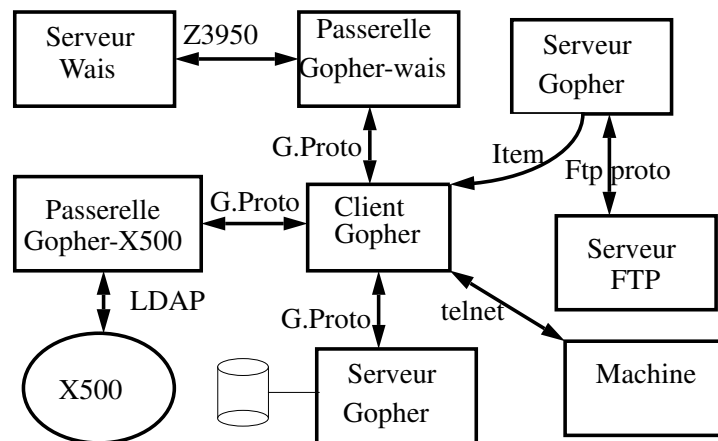 Serveur
Wais
Z3950
Passerelle
Gopher-wais
Serveur
Gopher
G.Proto
Item
Ftp proto
Passerelle
Gopher-X500
G.Proto
Client
Gopher
Serveur
FTP
LDAP
G.Proto
telnet
X500
Serveur
Gopher
Machine